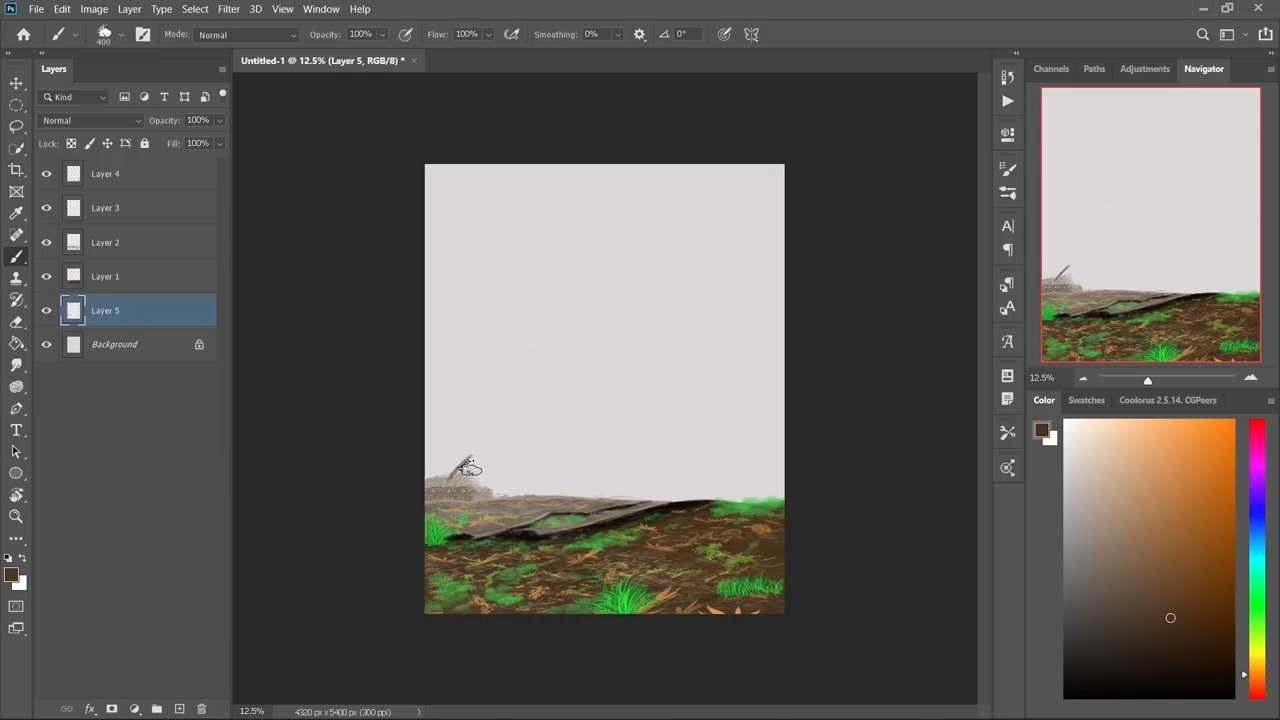 Ps File Edit Image Layer Type Select Filter 3D View Window Help
400 Mode: Normal Opacity: 100% Flow: 100% Smoothing: 0% 0°
Untitled-1 @ 12.5% (Layer 5, RGB/8) *
Layers
Kind
Normal Opacity: 100%
Lock: Fill: 100%
Layer 4
Layer 3
Layer 2
Layer 1
Layer 5
Background
Channels Paths Adjustments Navigator
12.5%
Color Swatches Coolorus 2.5.14. CGPeers
12.5% 4320 px x 5400 px (300 ppi)